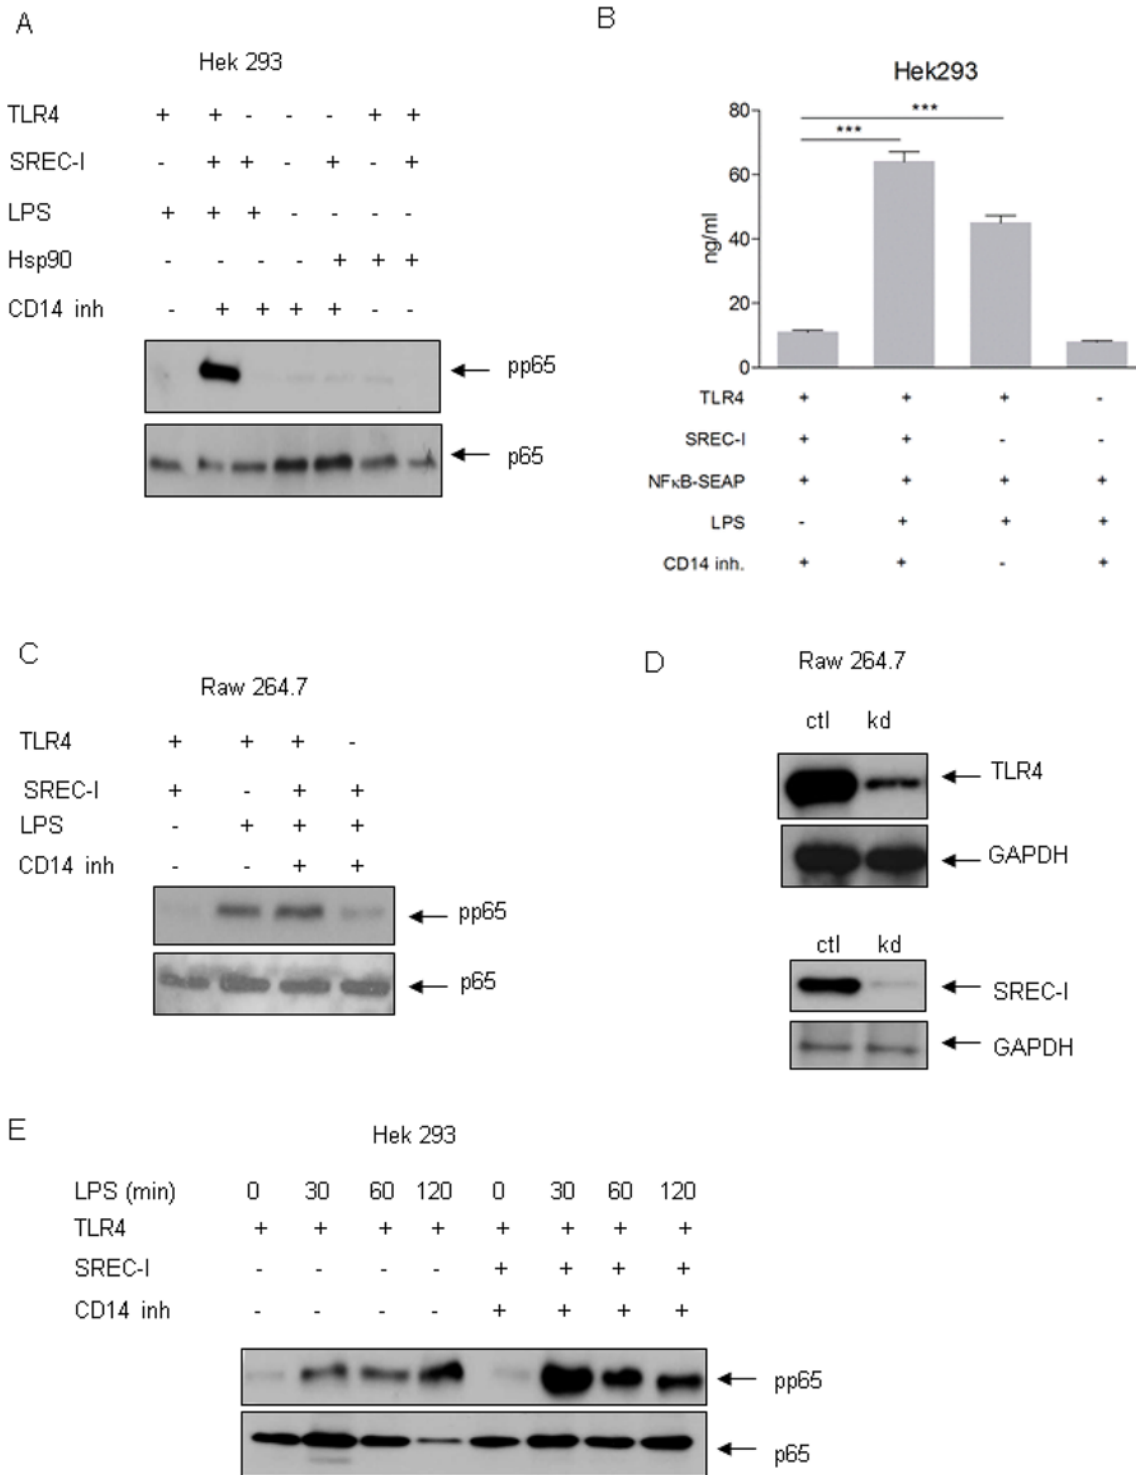 A
Hek 293
TLR4 + + - - - + +
SREC-I - + + - + - +
LPS + + + - - - -
Hsp90 - - - - + + +
CD14 inh - + + + + - -
pp65
p65
B
Hek293
*** 
***
80
60
40
20
0
ng/ml
TLR4 + + + -
SREC-I + + - -
NFκB-SEAP + + + +
LPS - + + +
CD14 inh. + + - +
C
Raw 264.7
TLR4 + + + -
SREC-I + - + +
LPS - + + +
CD14 inh - - + +
pp65
p65
D
Raw 264.7
ctl kd
TLR4
GAPDH
ctl kd
SREC-I
GAPDH
E
Hek 293
LPS (min) 0 30 60 120 0 30 60 120
TLR4 + + + + + + + +
SREC-I - - - - + + + +
CD14 inh - - - - + + + +
pp65
p65